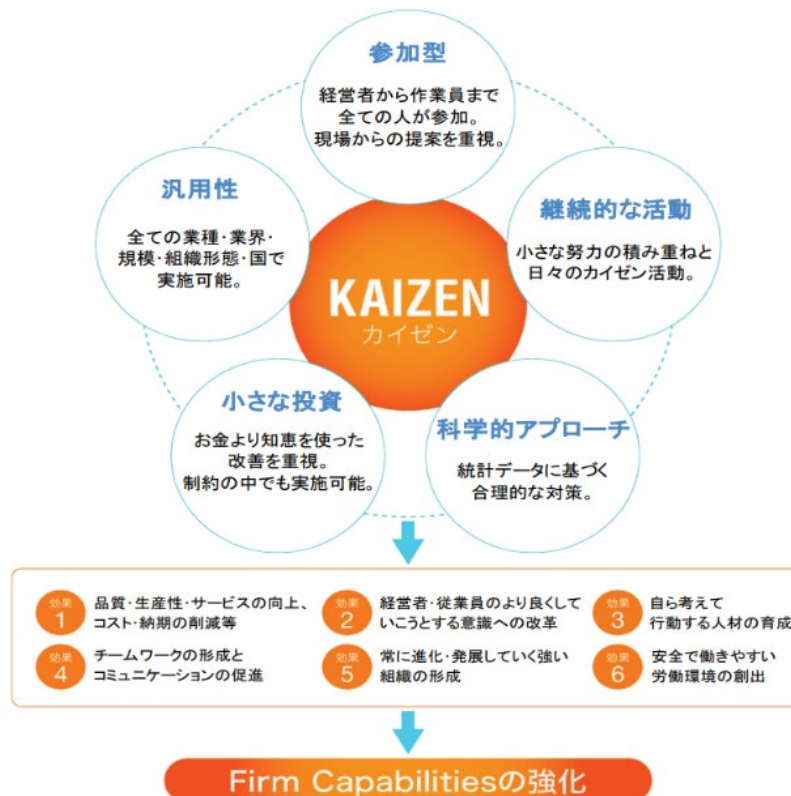 参加型
経営者から作業員まで
全ての人が参加。
現場からの提案を重視。
汎用性
全ての業種・業界・
規模・組織形態・国で
実施可能。
継続的な活動
小さな努力の積み重ねと
日々のカイゼン活動。
KAIZEN
カイゼン
小さな投資
お金より知恵を使った
改善を重視。
制約の中でも実施可能。
科学的アプローチ
統計データに基づく
合理的な対策。
効果
1
品質・生産性・サービスの向上、
コスト・納期の削減等
効果
2
経営者・従業員のより良くして
いこうとする意識への改革
効果
3
自ら考えて
行動する人材の育成
効果
4
チームワークの形成と
コミュニケーションの促進
効果
5
常に進化・発展していく強い
組織の形成
効果
6
安全で働きやすい
労働環境の創出
Firm Capabilitiesの強化